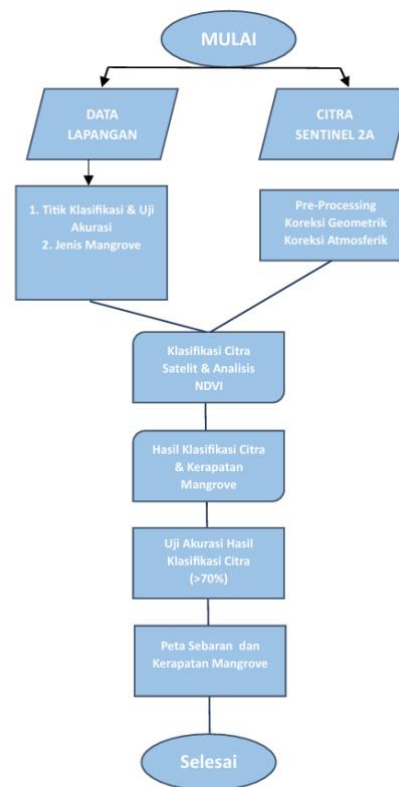 MULAI
DATA
LAPANGAN
CITRA
SENTINEL 2A
1. Titik Klasifikasi & Uji
Akurasi
2. Jenis Mangrove
Pre-Processing
Koreksi Geometrik
Koreksi Atmosferik
Klasifikasi Citra
Satelit & Analisis
NDVI
Hasil Klasifikasi Citra
& Kerapatan
Mangrove
Uji Akurasi Hasil
Klasifikasi Citra
(>70%)
Peta Sebaran dan
Kerapatan Mangrove
Selesai